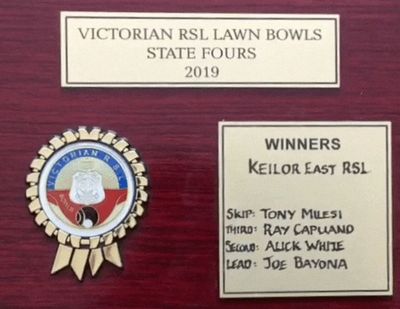 VICTORIAN RSL LAWN BOWLS
STATE FOURS
2019
VICTORIAN R.S.L
WINNERS
KEILOR EAST RSL
SKIP: TONY MILESI
THIRD: RAY CAPUANO
SECOND: ALICK WHITE
LEAD: JOE BAYONA